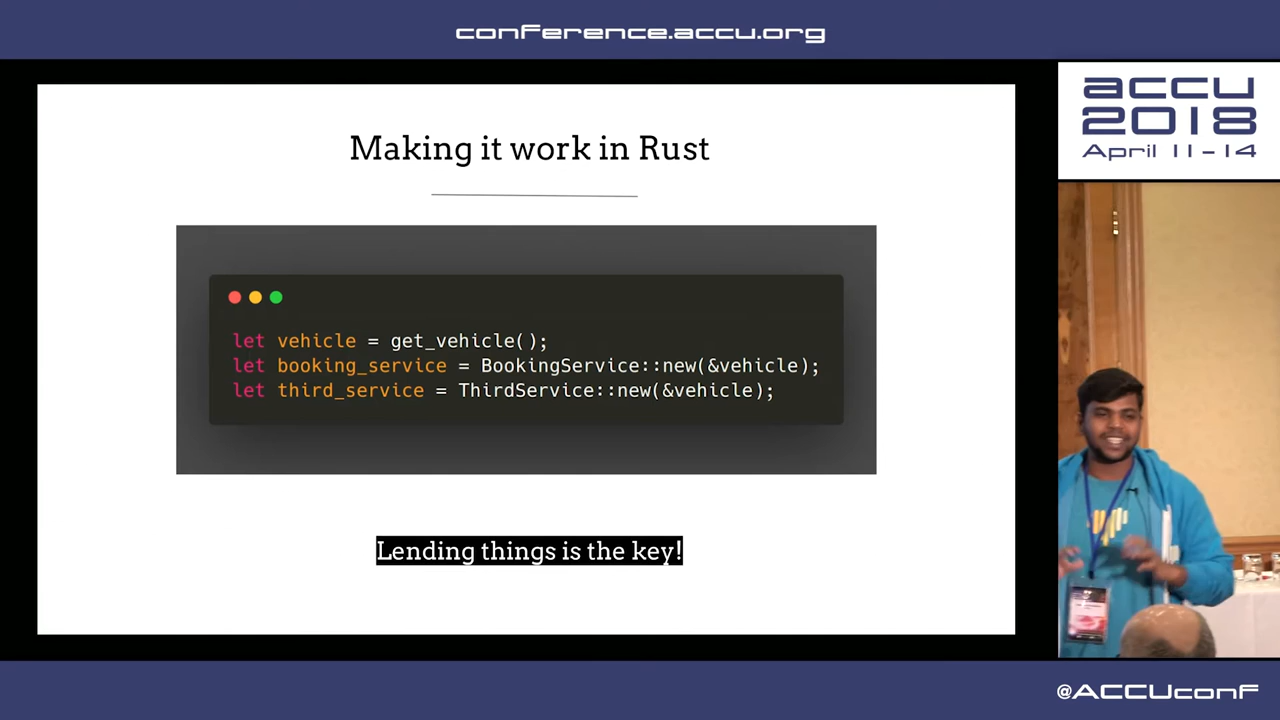 conference.accu.org
accu
2018
April 11-14
Making it work in Rust
let vehicle = get_vehicle();
let booking_service = BookingService::new(&vehicle);
let third_service = ThirdService::new(&vehicle);
Lending things is the key!
@ACCUconf